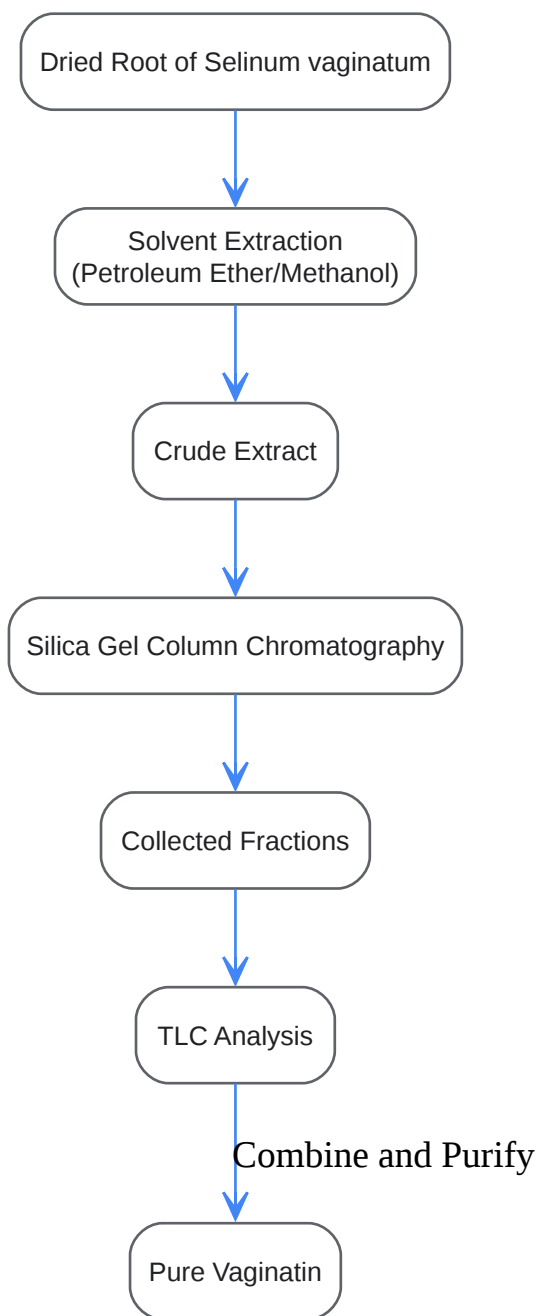 Dried Root of Selinum vaginatum
Solvent Extraction
(Petroleum Ether/Methanol)
Crude Extract
Silica Gel Column Chromatography
Collected Fractions
TLC Analysis
Combine and Purify
Pure Vaginatin